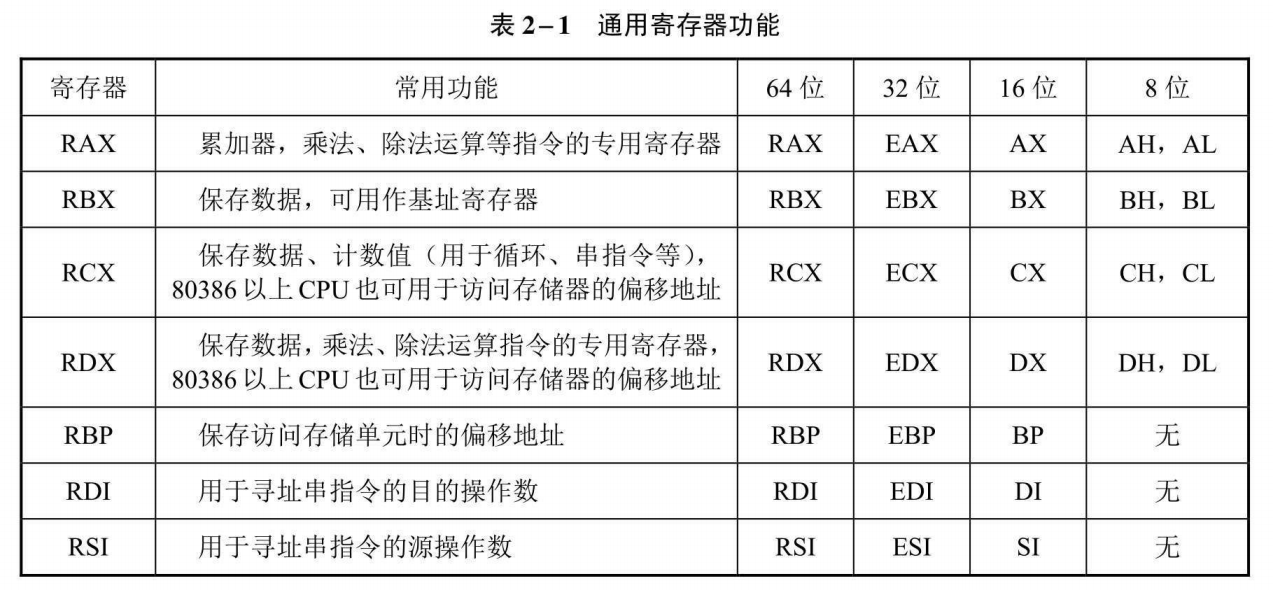 表 2-1 通用寄存器功能
寄存器 常用功能 64 位 32 位 16 位 8 位
RAX 累加器，乘法、除法运算等指令的专用寄存器 RAX EAX AX AH，AL
RBX 保存数据，可用作基址寄存器 RBX EBX BX BH，BL
RCX 保存数据、计数值（用于循环、串指令等），
80386 以上 CPU 也可用于访问存储器的偏移地址 RCX ECX CX CH，CL
RDX 保存数据，乘法、除法运算指令的专用寄存器，
80386 以上 CPU 也可用于访问存储器的偏移地址 RDX EDX DX DH，DL
RBP 保存访问存储单元时的偏移地址 RBP EBP BP 无
RDI 用于寻址串指令的目的操作数 RDI EDI DI 无
RSI 用于寻址串指令的源操作数 RSI ESI SI 无